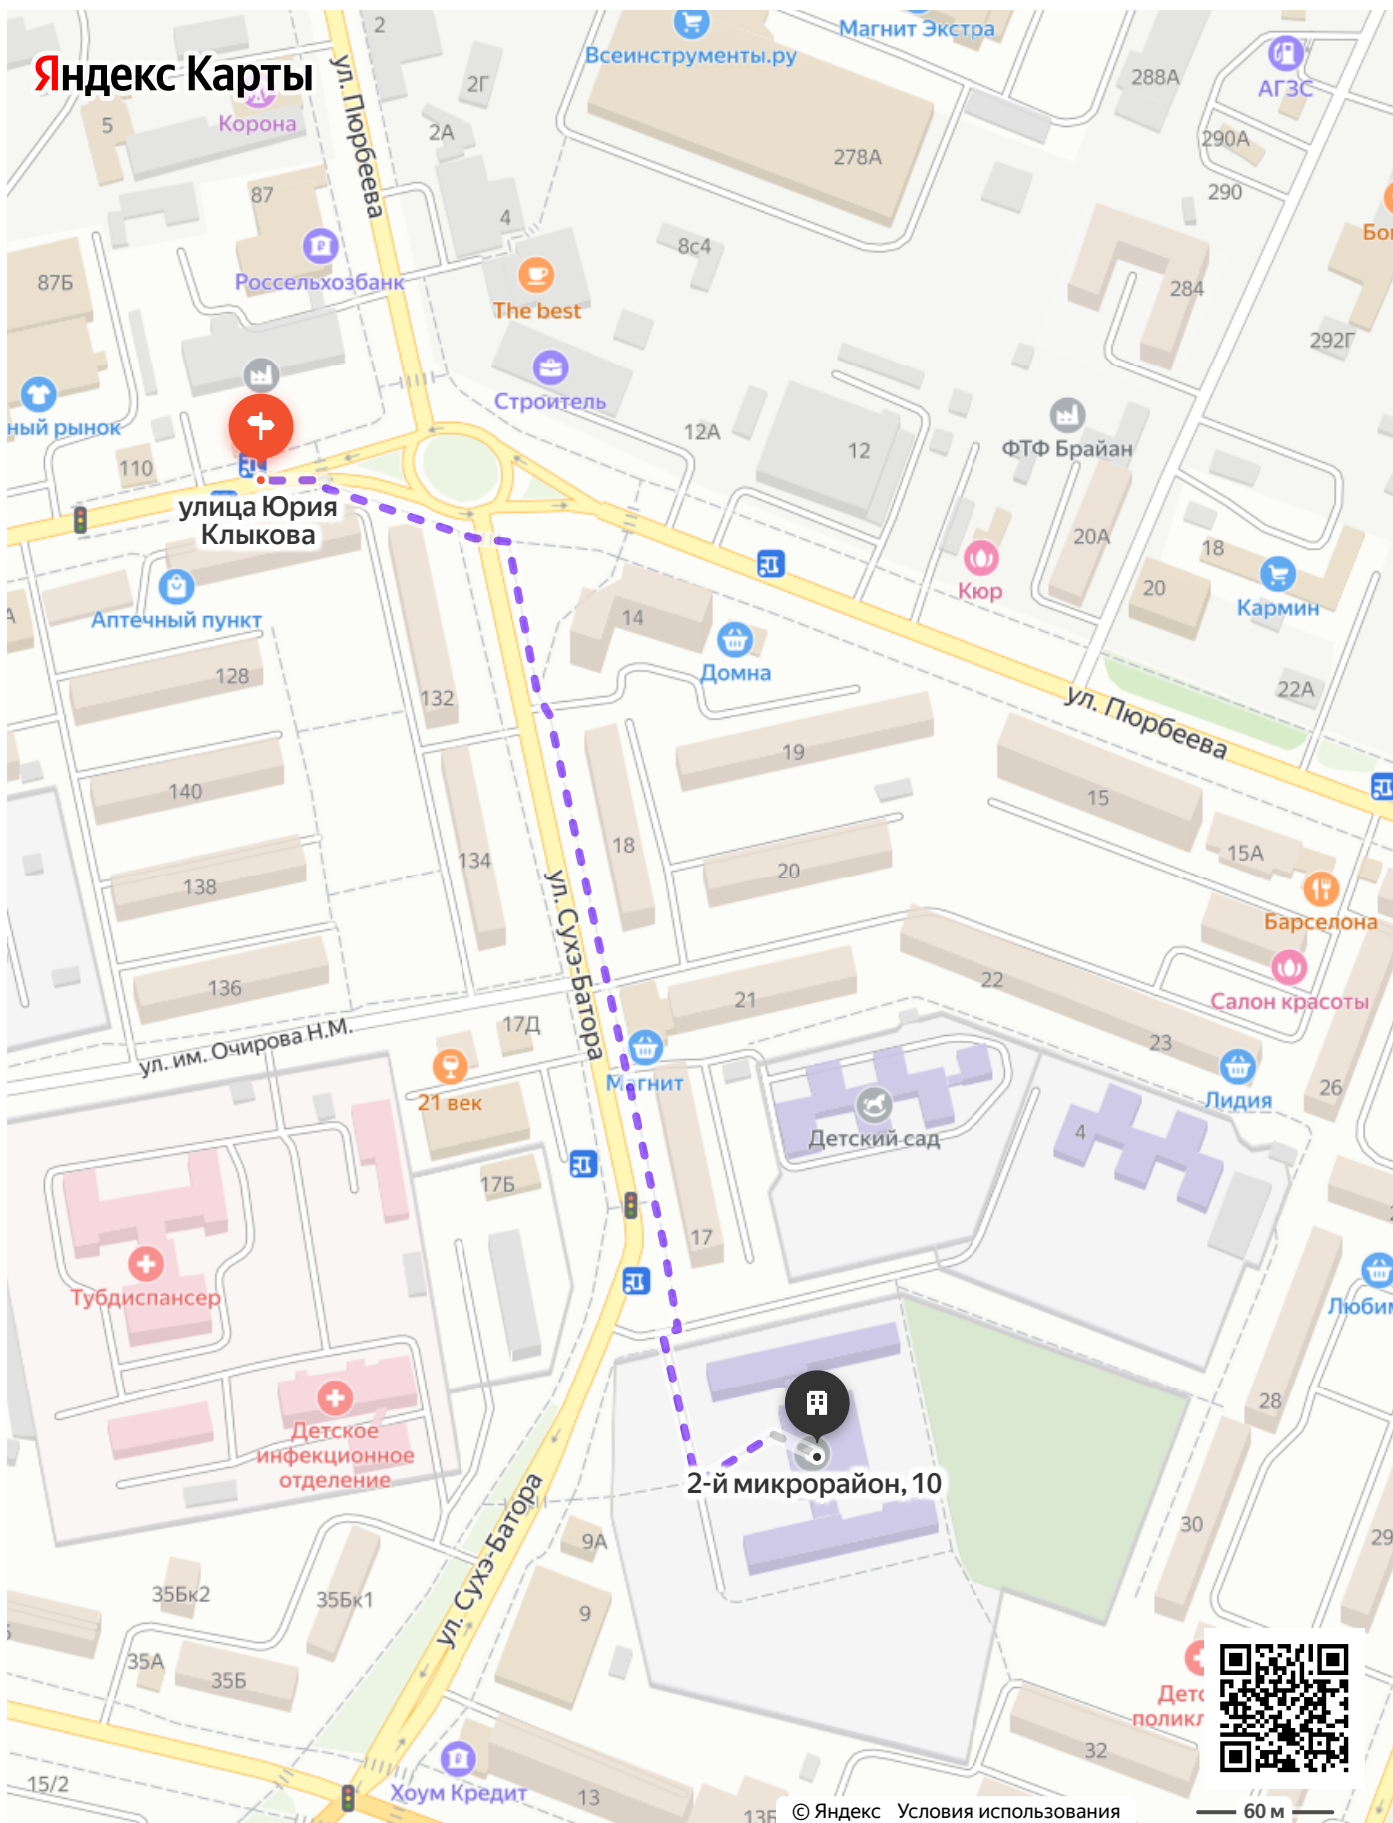 2
Магнит Экстра
Всеинструменты.ру
Яндекс Карты
ул. Пюрбеева
2Г
288А
АГЗС
5
Корона
2А
290А
278А
87
290
4
8с4
Россельхозбанк
87Б
284
The best
292Г
Строитель
ный рынок
12А
12
ФТФ Брайан
110
улица Юрия
Клыкова
20А
18
Кюр
20
Кармин
Аптечный пункт
14
128
Домна
132
22А
ул. Пюрбеева
19
140
15
134
18
20
15А
138
Барселона
ул. Сухэ-Батора
136
21
22
Салон красоты
17Д
ул. им. Очирова Н.М.
23
Магнит
21 век
Лидия
26
Детский сад
4
17Б
17
Тубдиспансер
28
Детское
инфекционное
отделение
2-й микрорайон, 10
ул. Сухэ-Батора
30
9А
29
35Бк2
35Бк1
9
35А
35Б
32
15/2
Хоум Кредит
13
© Яндекс Условия использования
60 м